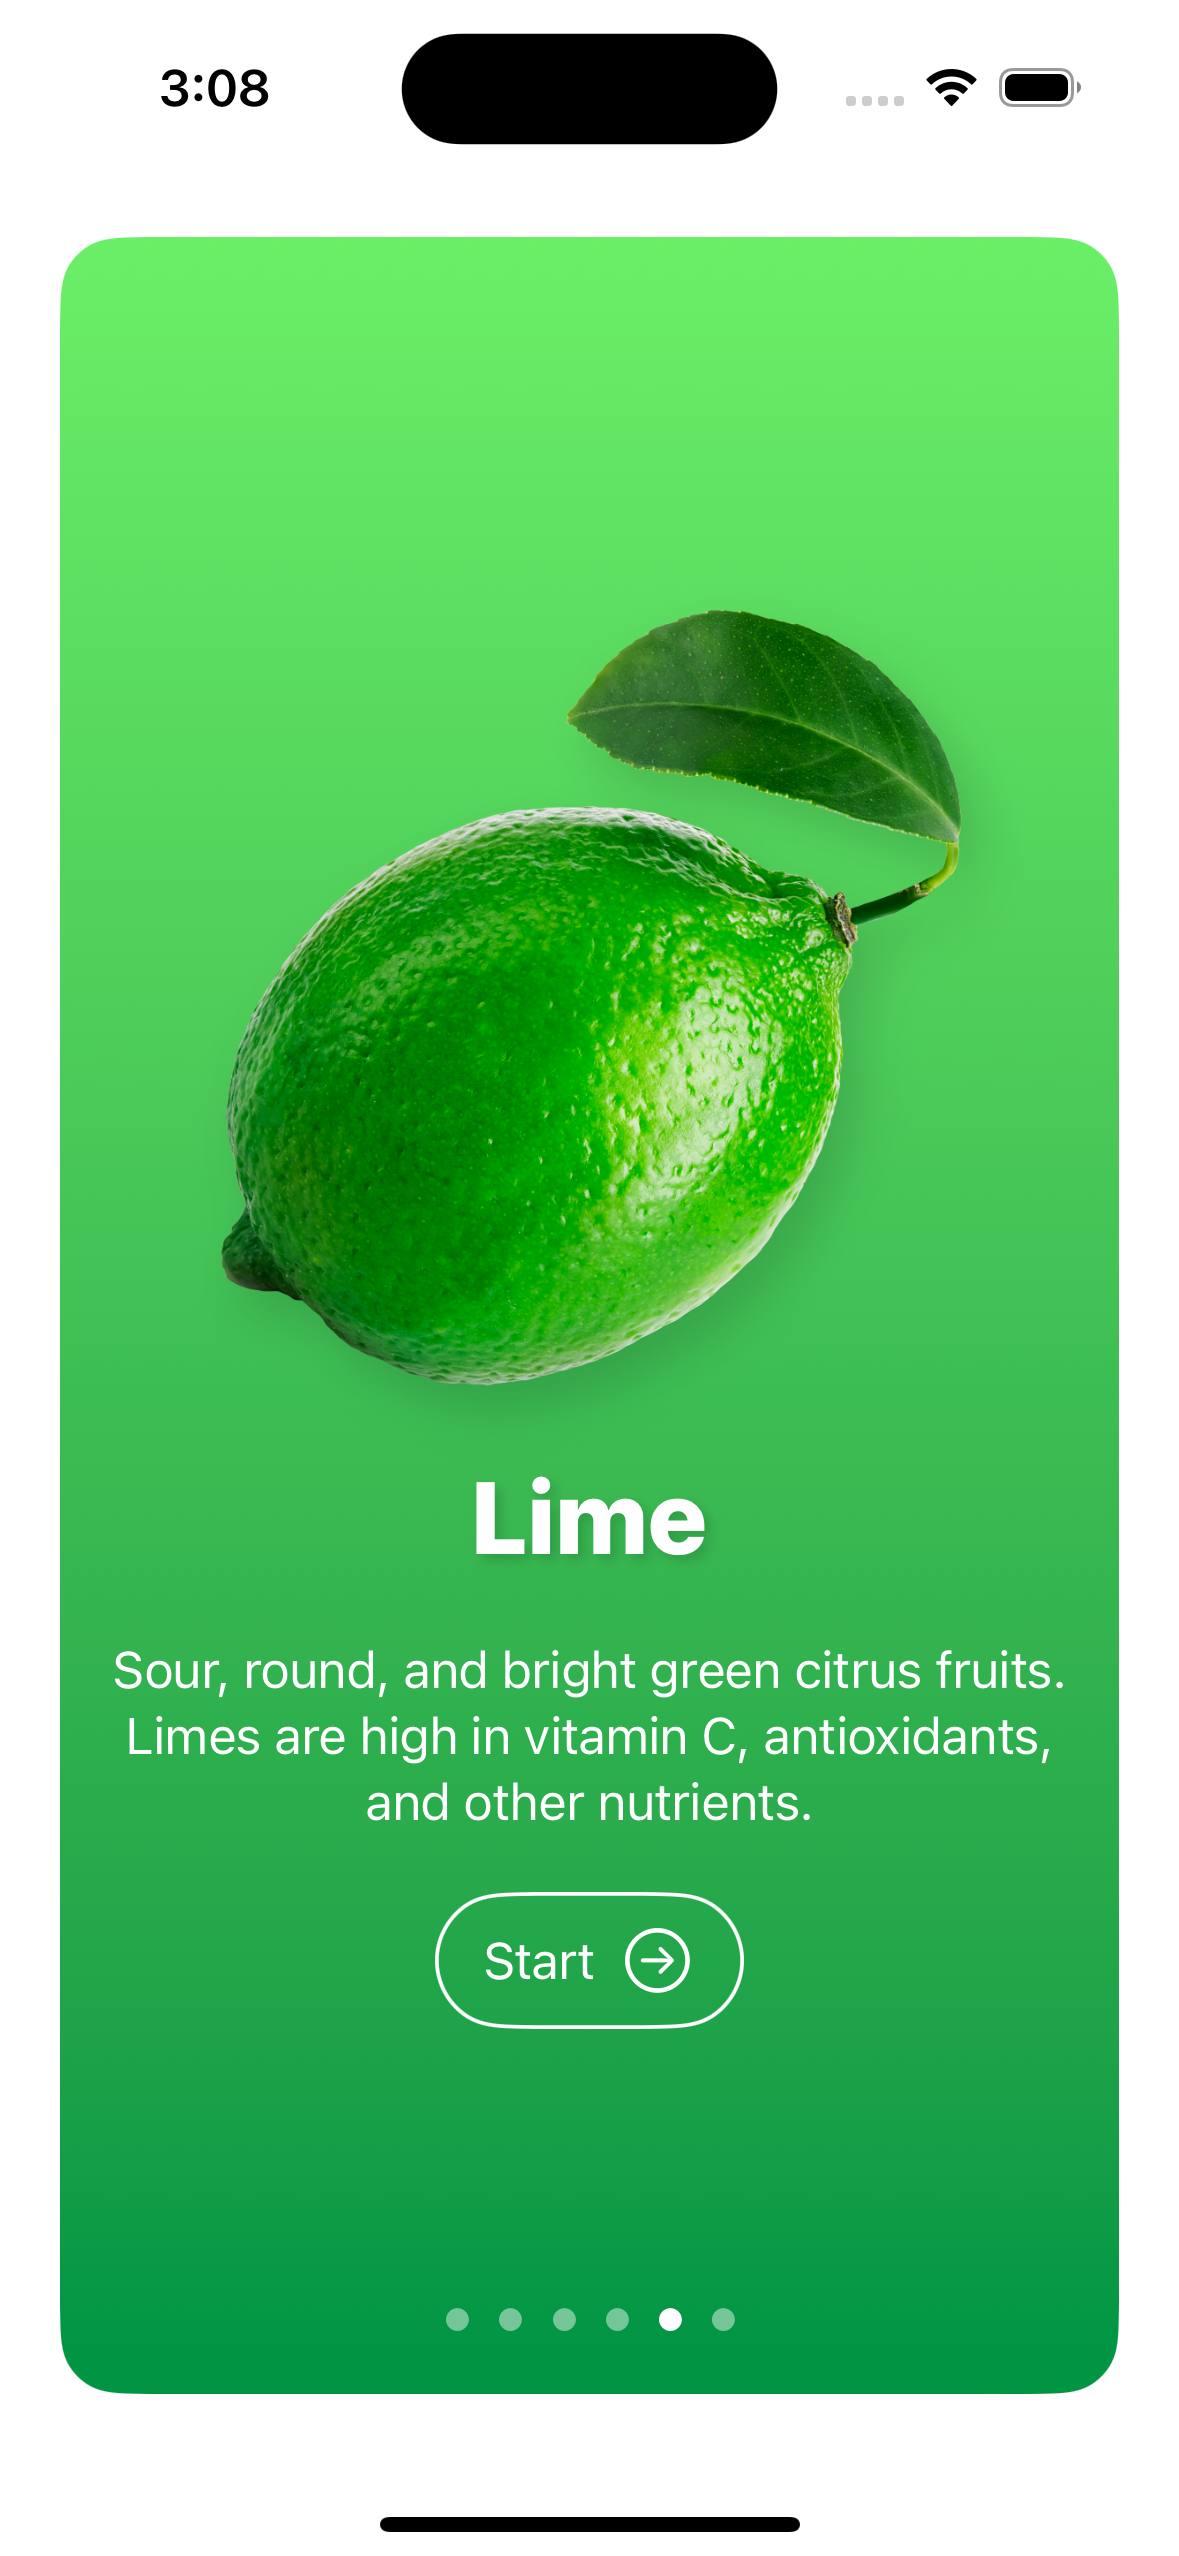 3:08
Lime
Sour, round, and bright green citrus fruits.
Limes are high in vitamin C, antioxidants,
and other nutrients.
Start